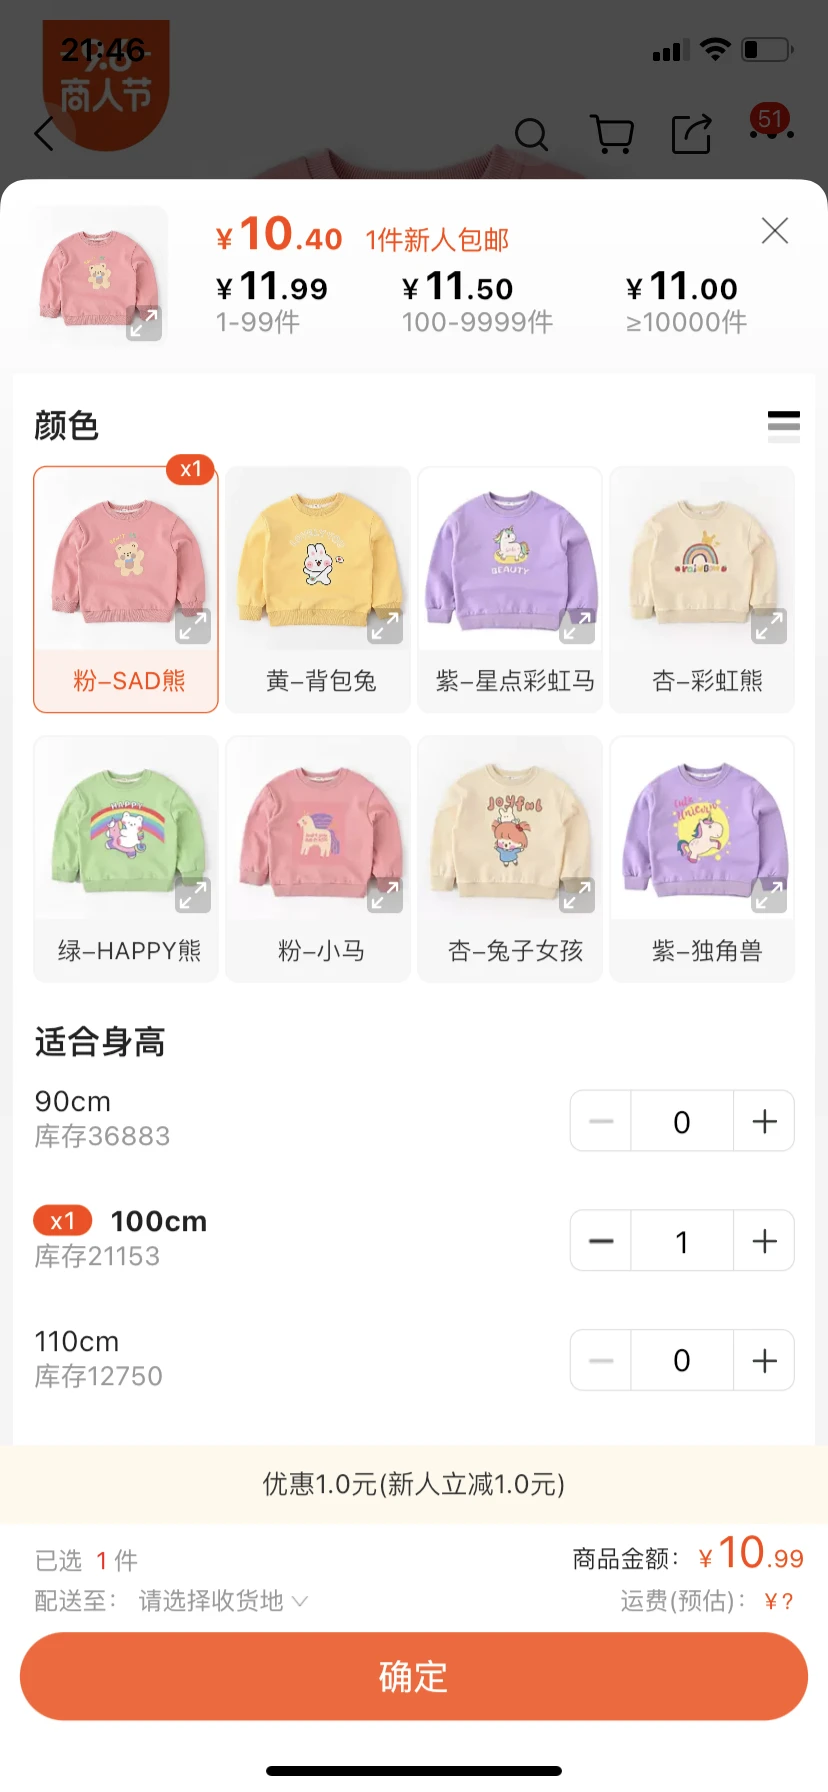 21:46
9.8
商人节
51
¥10.40 1件新人包邮
¥11.99 ¥11.50 ¥11.00
1-99件 100-9999件 ≥10000件
颜色
x1
BEAUTY
粉–SAD熊 黄–背包兔 紫–星点彩虹马 杏–彩虹熊
HAPPY
JOYFUL
Unicorn
绿–HAPPY熊 粉–小马 杏–兔子女孩 紫–独角兽
适合身高
90cm
库存36883
0
x1 100cm
库存21153
1
110cm
库存12750
0
优惠1.0元(新人立减1.0元)
已选 1 件 商品金额: ¥10.99
配送至: 请选择收货地 运费(预估): ¥?
确定